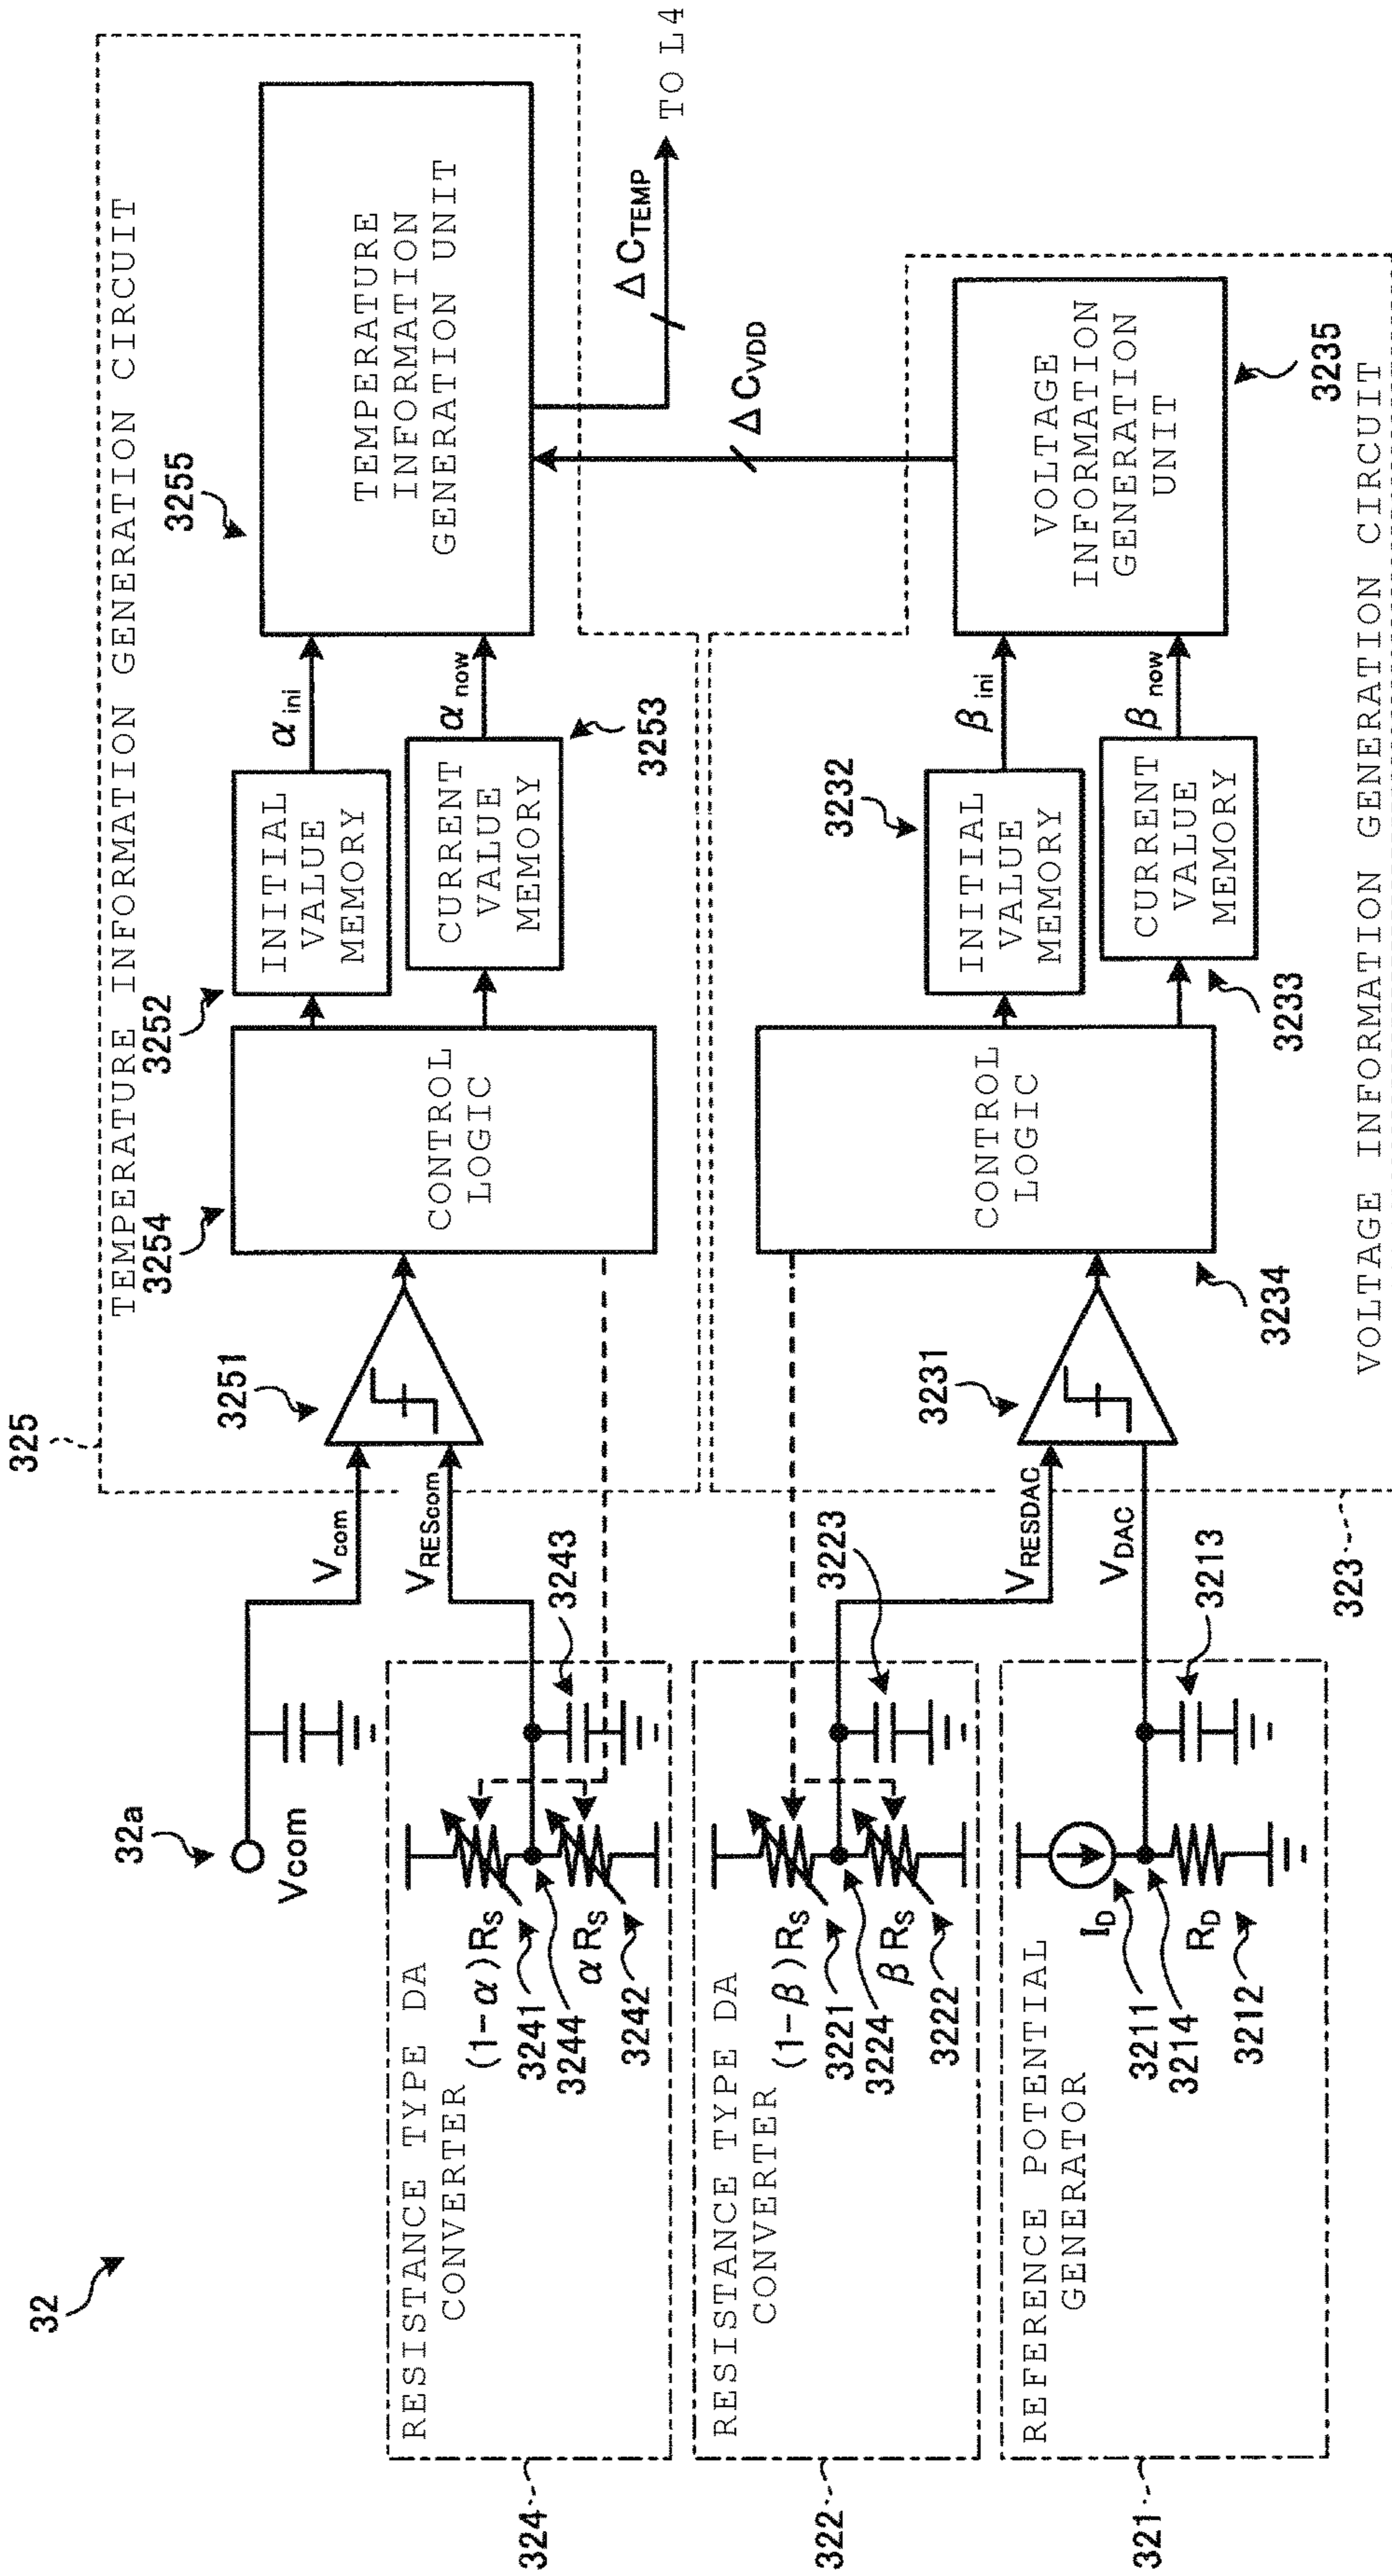 32
325
TEMPERATURE INFORMATION GENERATION CIRCUIT
32a
Vcom
Vcom
VREScom
3251
3254
CONTROL
LOGIC
3252
INITIAL
VALUE
MEMORY
αini
CURRENT
VALUE
MEMORY
3253
αnow
3255
TEMPERATURE
INFORMATION
GENERATION UNIT
ΔCTEMP
TO L4
324
RESISTANCE TYPE DA
CONVERTER
(1-α)RS
3241
3244
αRS
3242
3243
322
RESISTANCE TYPE DA
CONVERTER
(1-β)RS
3221
3224
βRS
3222
3223
VRESDAC
VDAC
321
REFERENCE POTENTIAL
GENERATOR
ID
3211
3214
RD
3212
3213
323
3231
3234
CONTROL
LOGIC
3232
INITIAL
VALUE
MEMORY
βini
CURRENT
VALUE
MEMORY
3233
βnow
VOLTAGE
INFORMATION
GENERATION
UNIT
3235
ΔCVDD
VOLTAGE INFORMATION GENERATION CIRCUIT